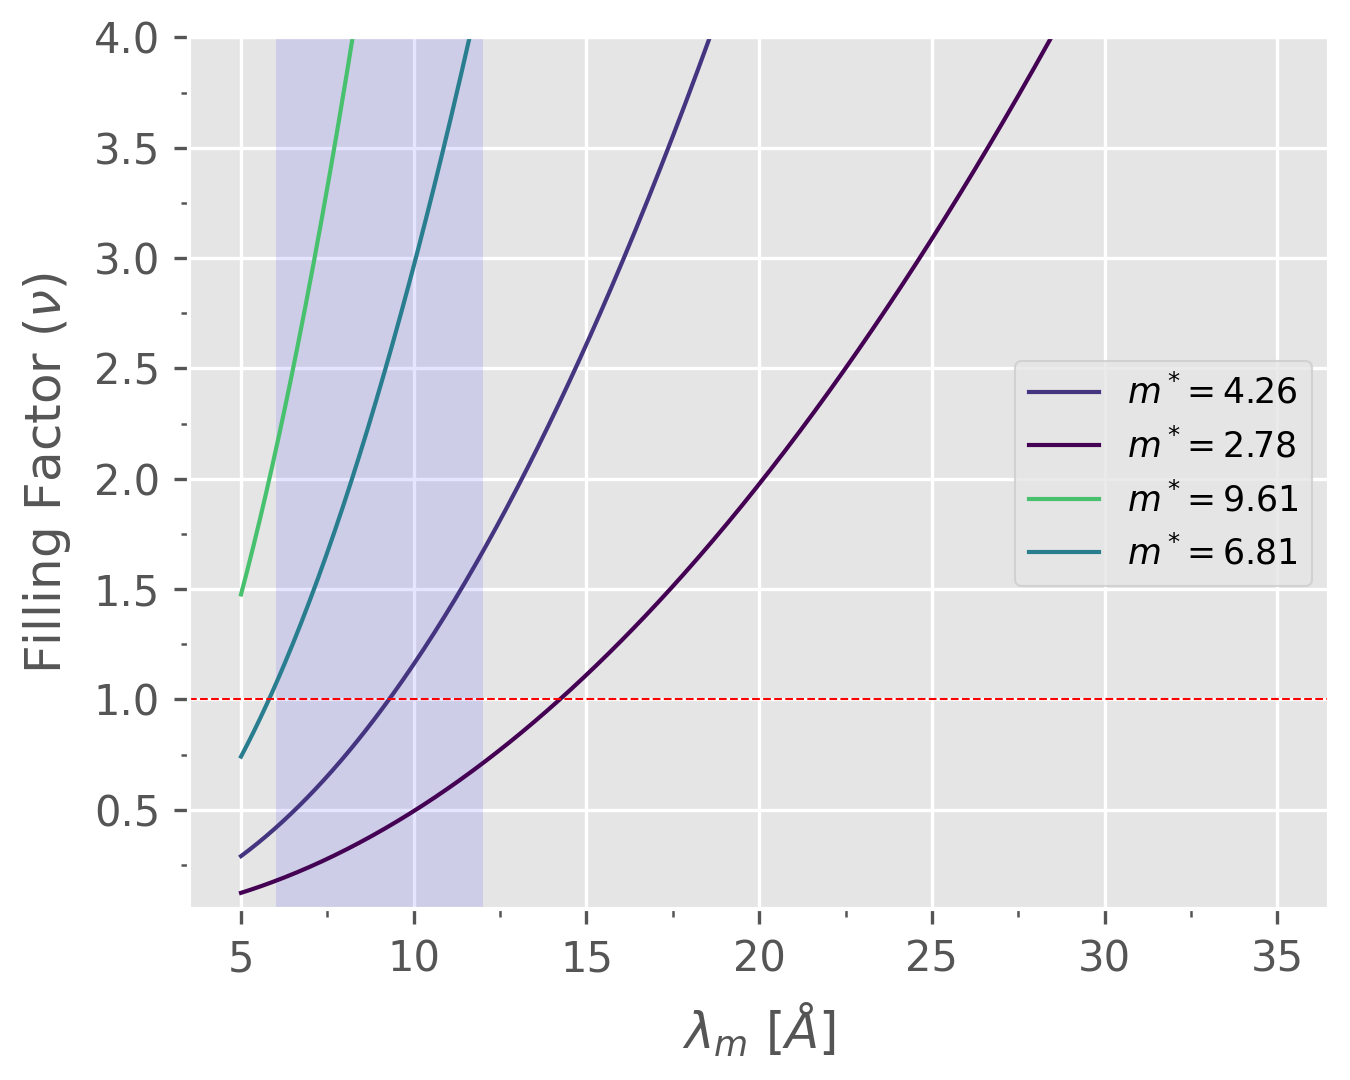 4.0
3.5
3.0
2.5
2.0
1.5
1.0
0.5
Filling Factor (ν)
m* = 4.26
m* = 2.78
m* = 9.61
m* = 6.81
5 10 15 20 25 30 35
λm [Å]